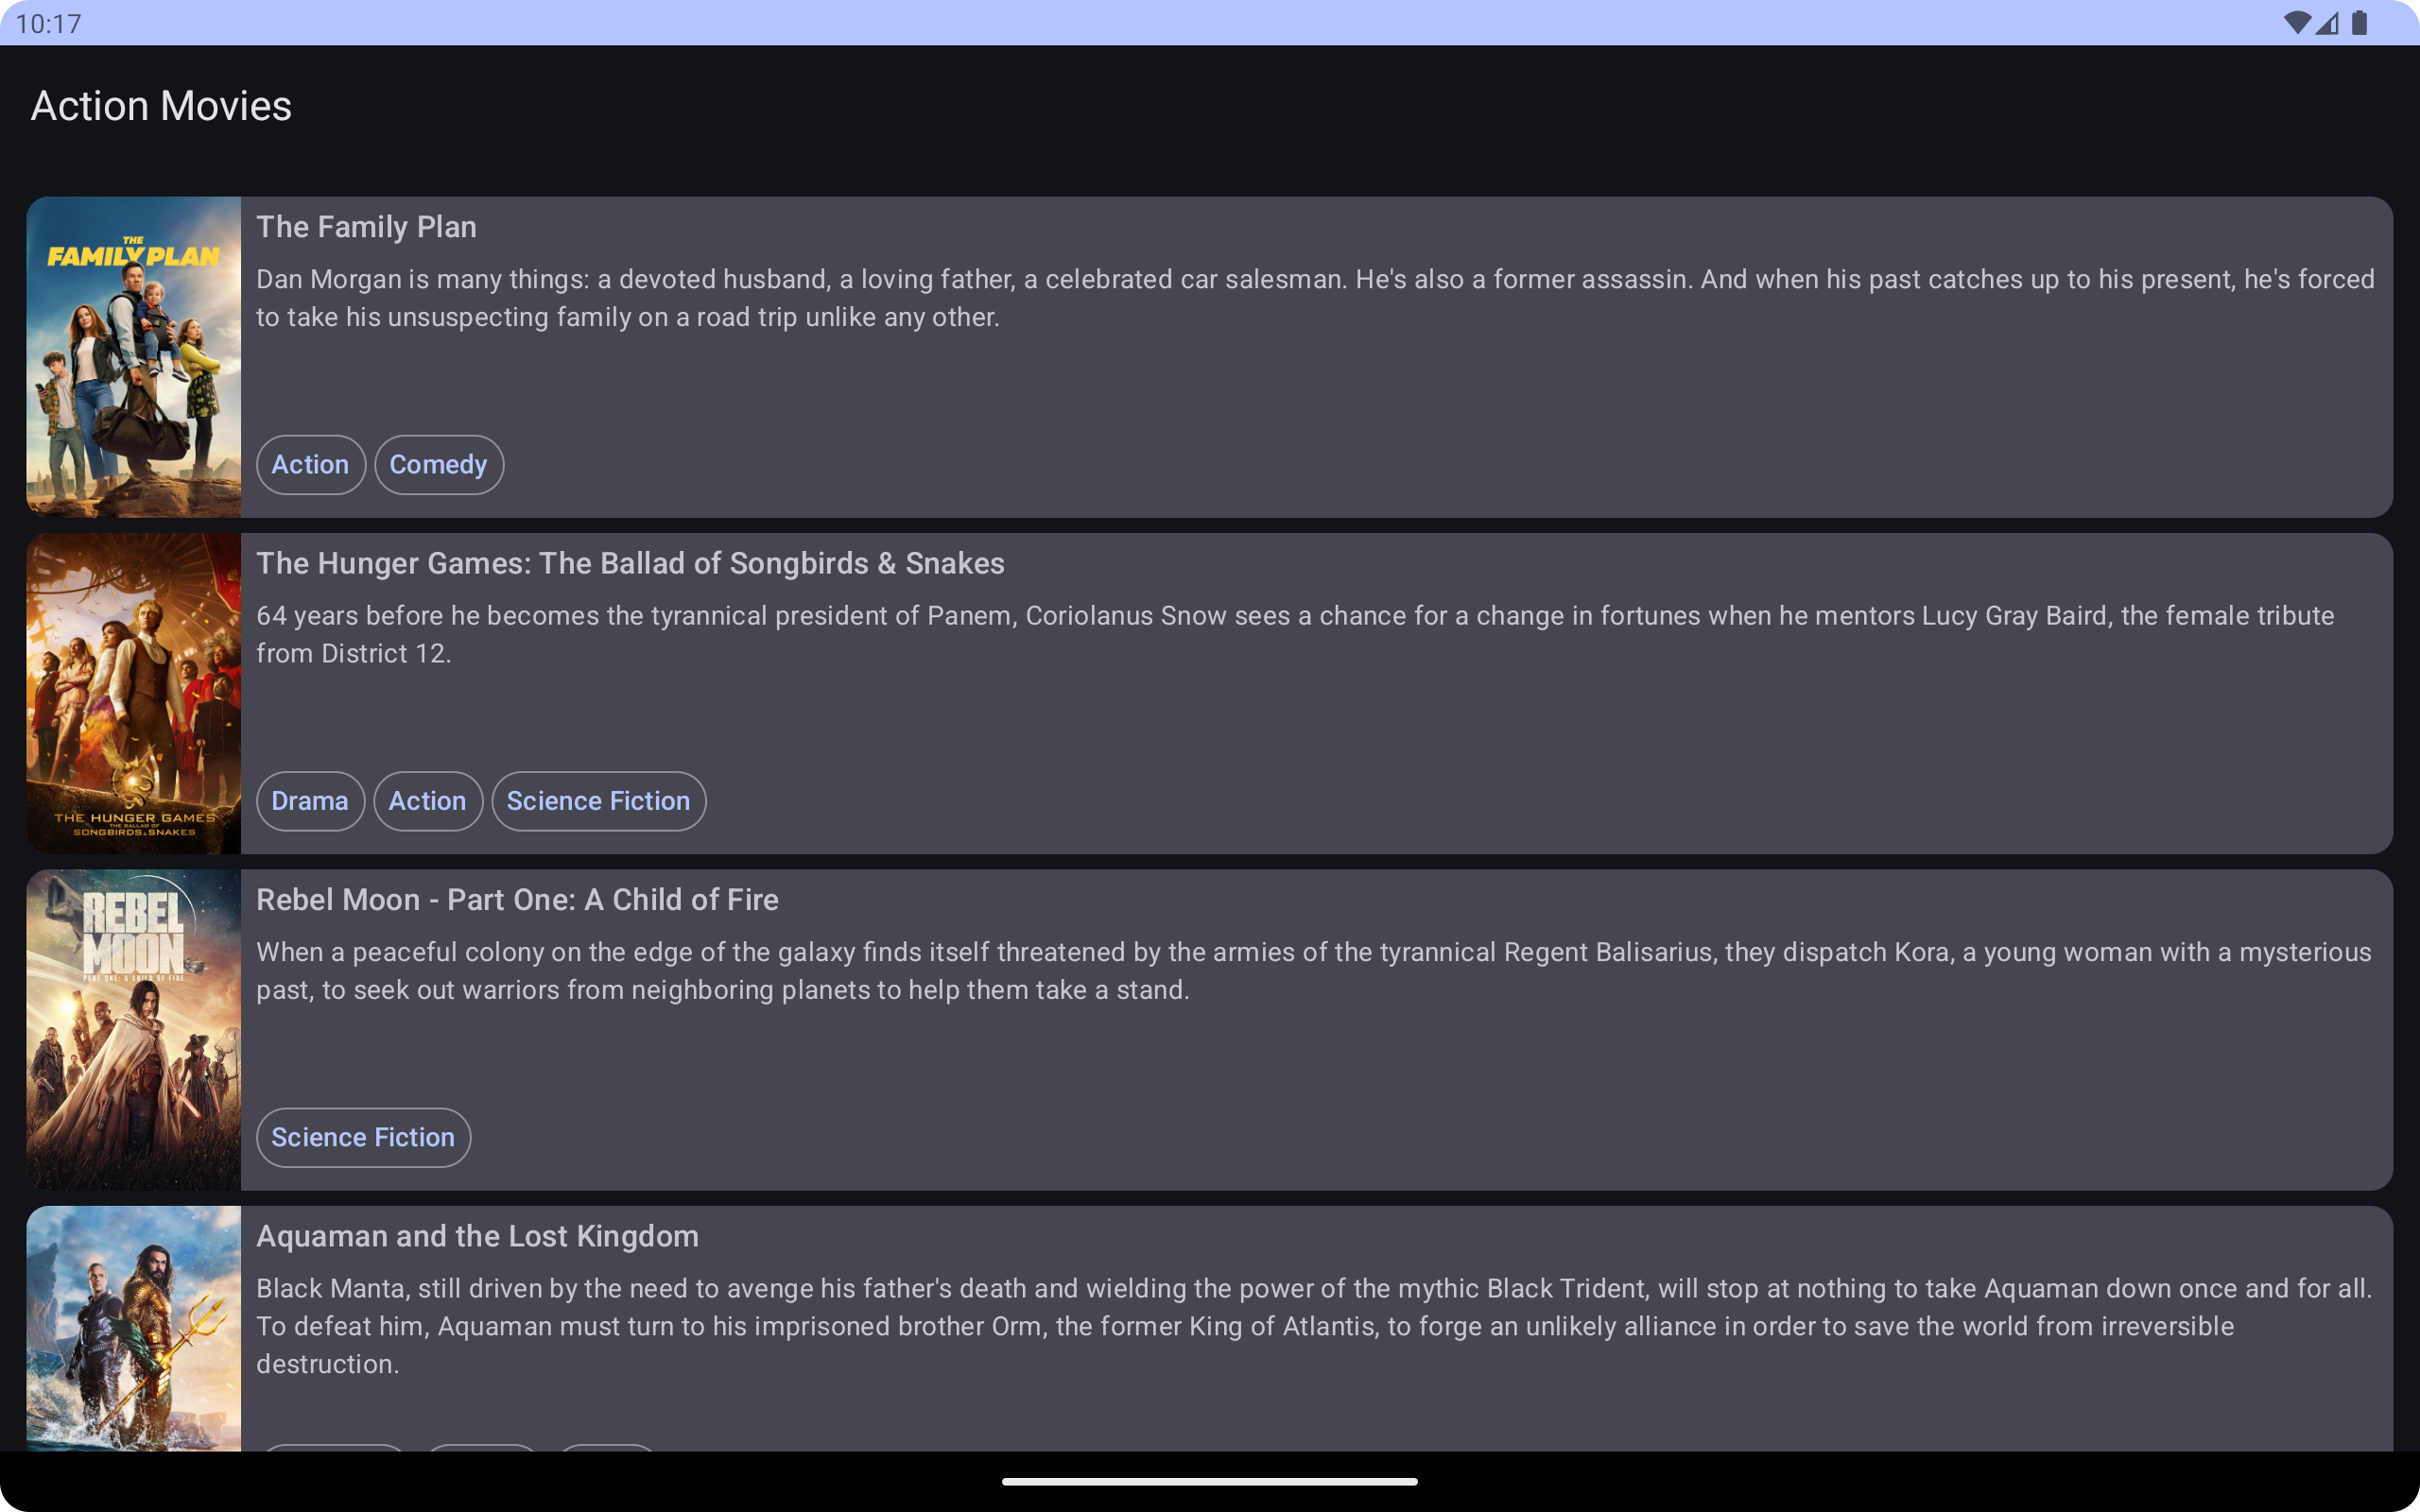 10:17
Action Movies
THE
FAMILY PLAN
The Family Plan
Dan Morgan is many things: a devoted husband, a loving father, a celebrated car salesman. He's also a former assassin. And when his past catches up to his present, he's forced
to take his unsuspecting family on a road trip unlike any other.
Action Comedy
The Hunger Games: The Ballad of Songbirds & Snakes
64 years before he becomes the tyrannical president of Panem, Coriolanus Snow sees a chance for a change in fortunes when he mentors Lucy Gray Baird, the female tribute
from District 12.
Drama Action Science Fiction
THE HUNGER GAMES
THE BALLAD OF
SONGBIRDS & SNAKES
REBEL
MOON
PART ONE: A CHILD OF FIRE
Rebel Moon - Part One: A Child of Fire
When a peaceful colony on the edge of the galaxy finds itself threatened by the armies of the tyrannical Regent Balisarius, they dispatch Kora, a young woman with a mysterious
past, to seek out warriors from neighboring planets to help them take a stand.
Science Fiction
Aquaman and the Lost Kingdom
Black Manta, still driven by the need to avenge his father's death and wielding the power of the mythic Black Trident, will stop at nothing to take Aquaman down once and for all.
To defeat him, Aquaman must turn to his imprisoned brother Orm, the former King of Atlantis, to forge an unlikely alliance in order to save the world from irreversible
destruction.